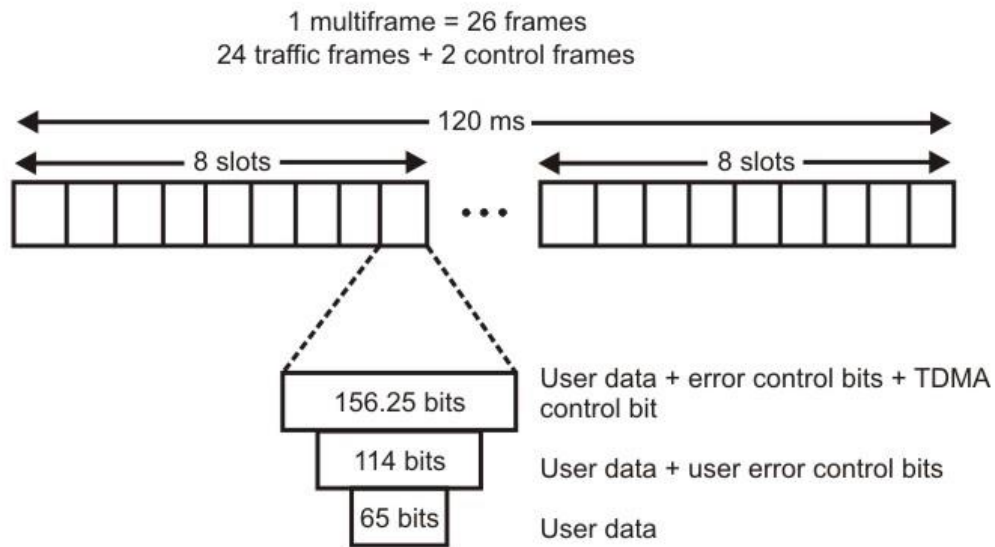 1 multiframe = 26 frames
24 traffic frames + 2 control frames
120 ms
8 slots
8 slots
156.25 bits
User data + error control bits + TDMA
control bit
114 bits
User data + user error control bits
65 bits
User data